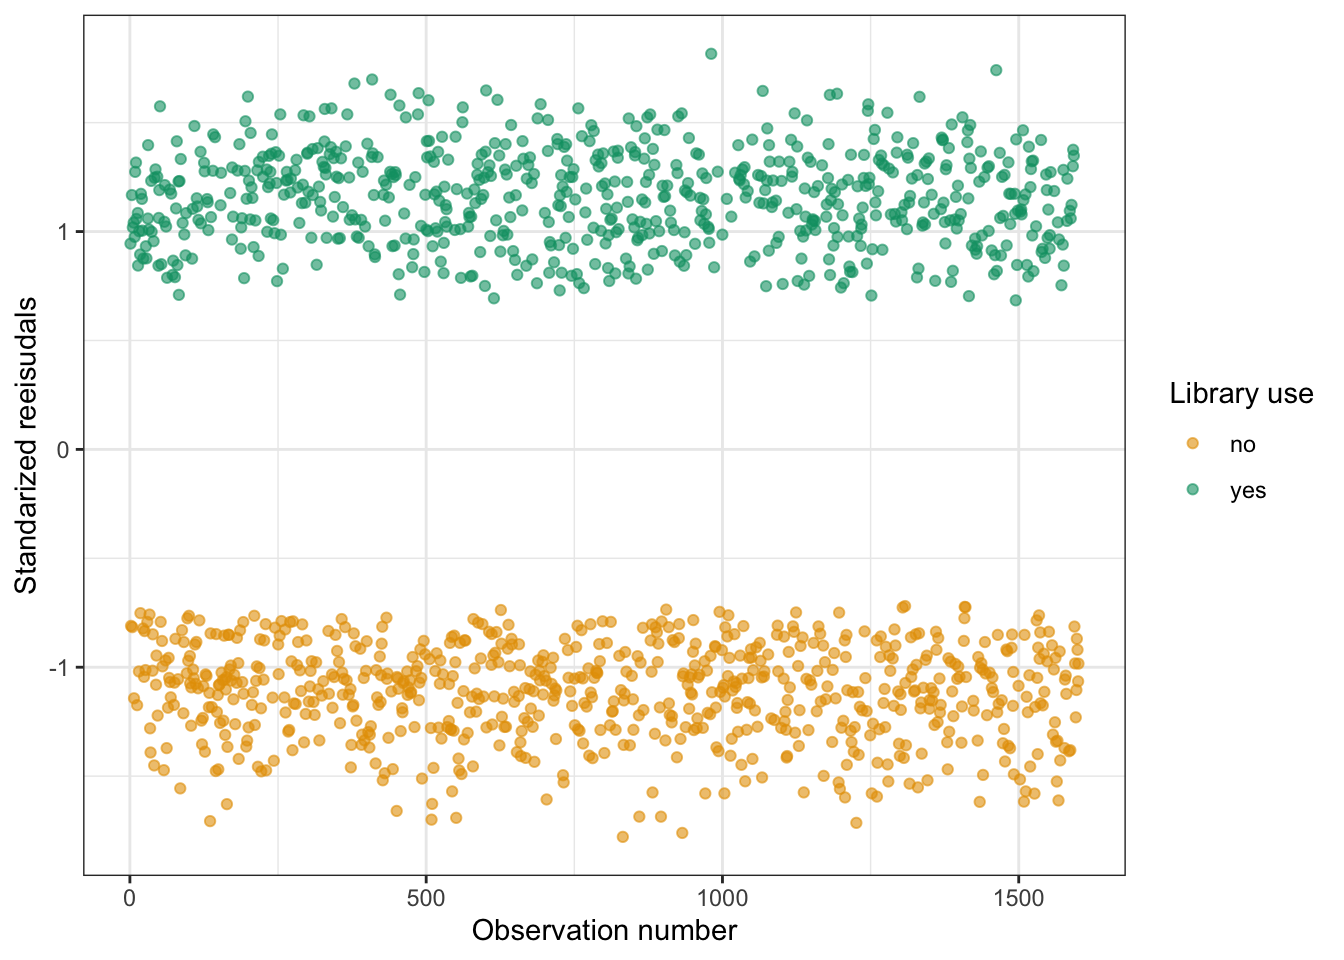 Standarized reeisudals
1
0
-1
0
500
1000
1500
Observation number
Library use
no
yes